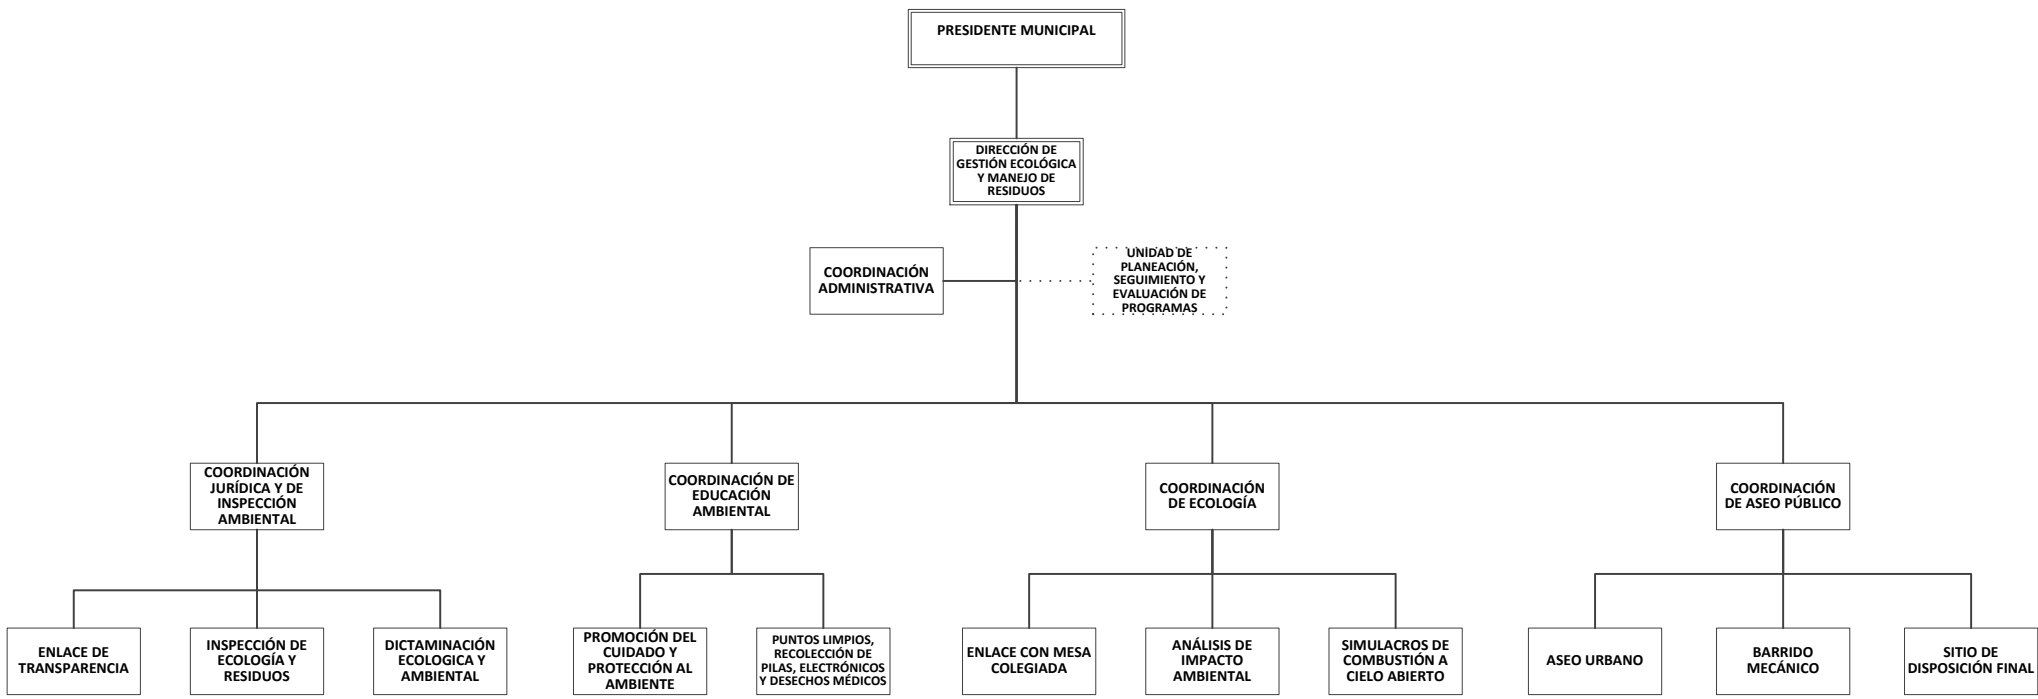 PRESIDENTE MUNICIPAL
DIRECCIÓN DE
GESTIÓN ECOLÓGICA
Y MANEJO DE
RESIDUOS
COORDINACIÓN
ADMINISTRATIVA
UNIDAD DE
PLANEACIÓN,
SEGUIMIENTO Y
EVALUACIÓN DE
PROGRAMAS
COORDINACIÓN
JURÍDICA Y DE
INSPECCIÓN
AMBIENTAL
COORDINACIÓN DE
EDUCACIÓN
AMBIENTAL
COORDINACIÓN
DE ECOLOGÍA
COORDINACIÓN
DE ASEO PÚBLICO
ENLACE DE
TRANSPARENCIA
INSPECCIÓN DE
ECOLOGÍA Y
RESIDUOS
DICTAMINACIÓN
ECOLOGICA Y
AMBIENTAL
PROMOCIÓN DEL
CUIDADO Y
PROTECCIÓN AL
AMBIENTE
PUNTOS LIMPIOS,
RECOLECCIÓN DE
PILAS, ELECTRÓNICOS
Y DESECHOS MÉDICOS
ENLACE CON MESA
COLEGIADA
ANÁLISIS DE
IMPACTO
AMBIENTAL
SIMULACROS DE
COMBUSTIÓN A
CIELO ABIERTO
ASEO URBANO
BARRIDO
MECÁNICO
SITIO DE
DISPOSICIÓN FINAL